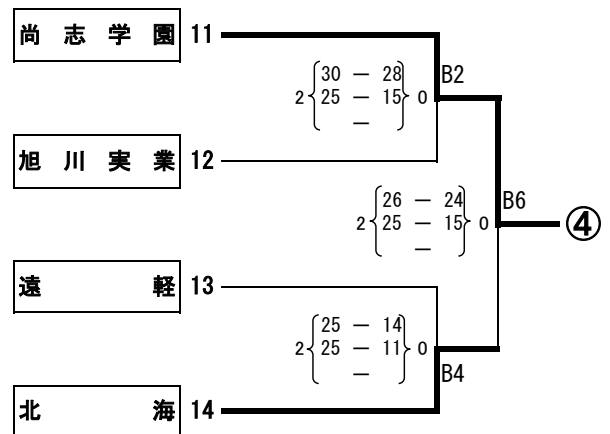 尚志学園 11
30 ― 28 B2
2 25 ― 15 0
―
旭川実業 12
26 ― 24 B6
2 25 ― 15 0 ④
―
遠軽 13
25 ― 14
2 25 ― 11 0
― B4
北海 14